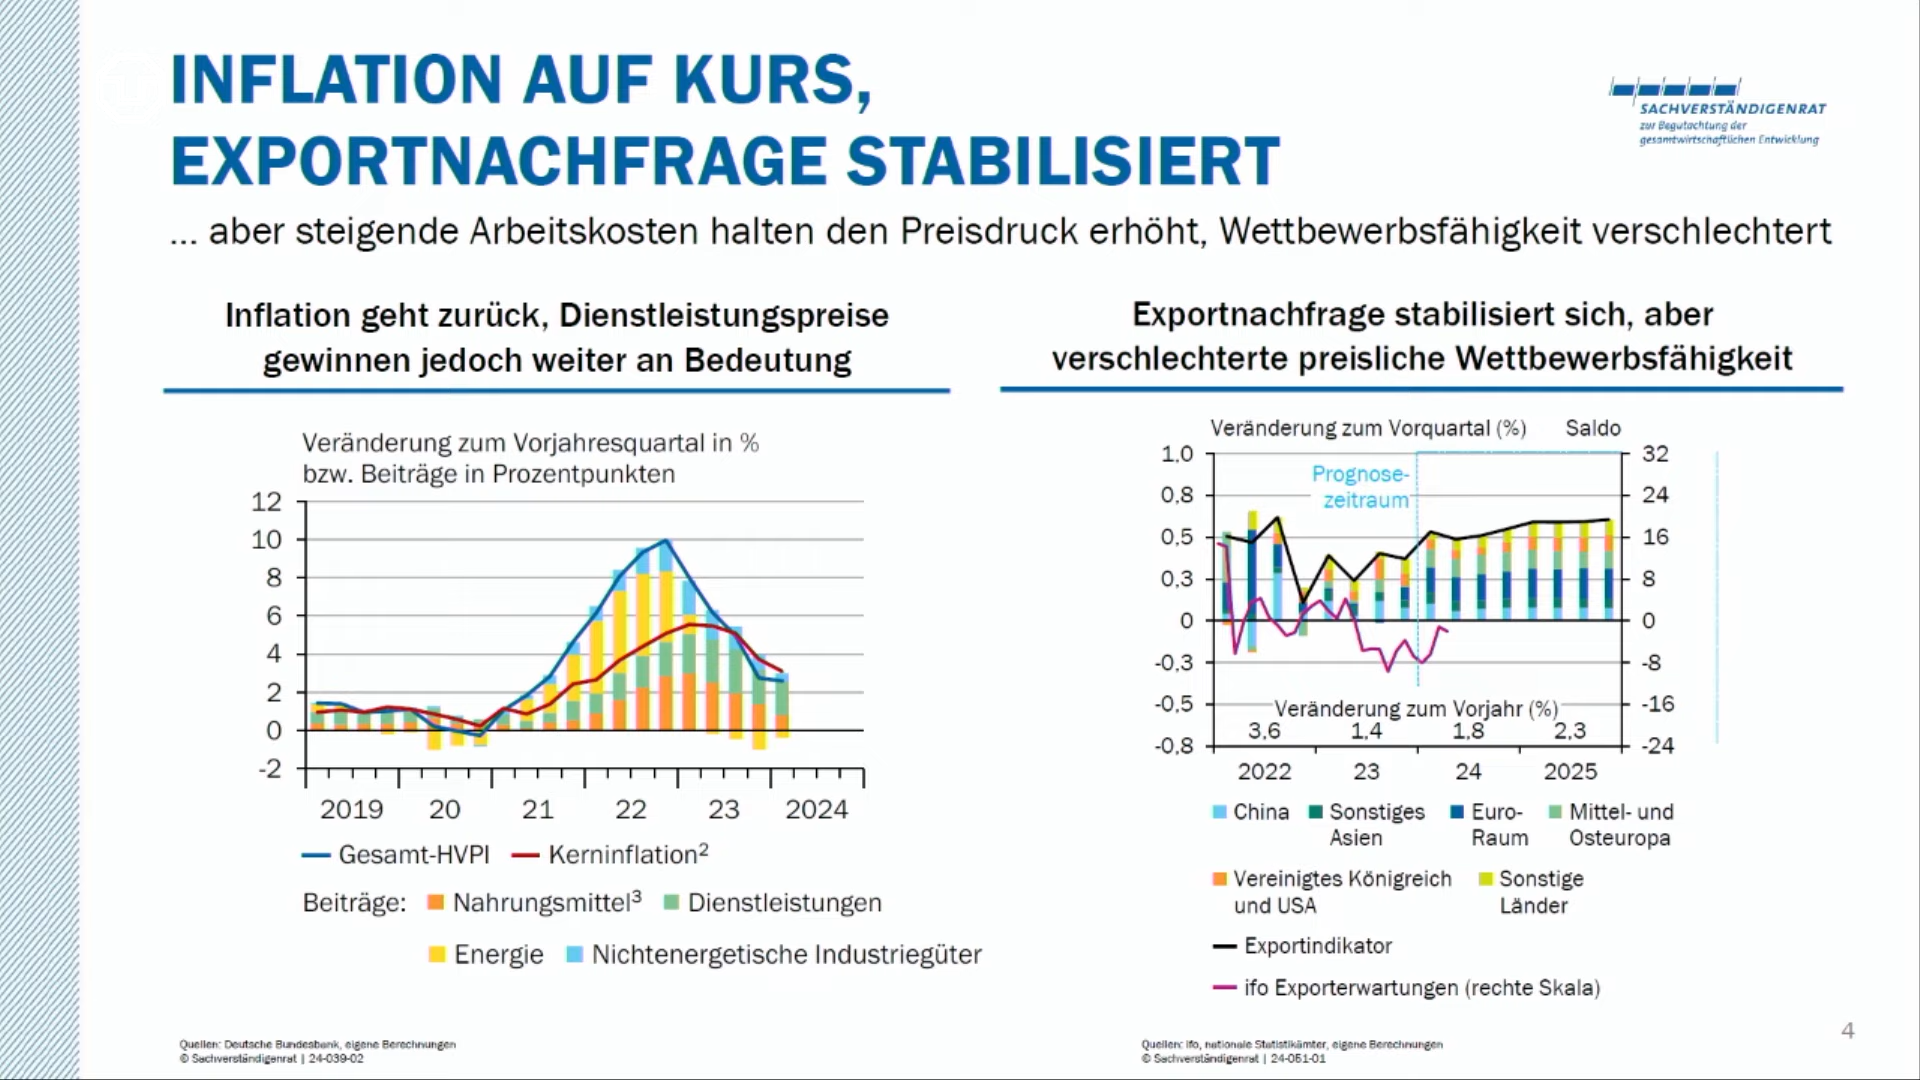 INFLATION AUF KURS,
EXPORTNACHFRAGE STABILISIERT
... aber steigende Arbeitskosten halten den Preisdruck erhöht, Wettbewerbsfähigkeit verschlechtert
SACHVERSTÄNDIGENRAT
zur Begutachtung der
gesamtwirtschaftlichen Entwicklung
Inflation geht zurück, Dienstleistungspreise
gewinnen jedoch weiter an Bedeutung
Veränderung zum Vorjahresquartal in %
bzw. Beiträge in Prozentpunkten
12
10
8
6
4
2
0
-2
2019 20 21 22 23 2024
Gesamt-HVPI Kerninflation²
Beiträge: Nahrungsmittel³ Dienstleistungen
Energie Nichtenergetische Industriegüter
Quellen: Deutsche Bundesbank, eigene Berechnungen
© Sachverständigenrat | 24-039-02
Exportnachfrage stabilisiert sich, aber
verschlechterte preisliche Wettbewerbsfähigkeit
Veränderung zum Vorquartal (%) Saldo
1,0 32
Prognose-
zeitraum
0,8 24
0,5 16
0,3 8
0 0
-0,3 -8
-0,5 -16
Veränderung zum Vorjahr (%)
3,6 1,4 1,8 2,3
-0,8 -24
2022 23 24 2025
China Sonstiges Euro- Mittel- und
Asien Raum Osteuropa
Vereinigtes Königreich Sonstige
und USA Länder
Exportindikator
ifo Exporterwartungen (rechte Skala)
Quellen: ifo, nationale Statistikämter, eigene Berechnungen
© Sachverständigenrat | 24-051-01
4